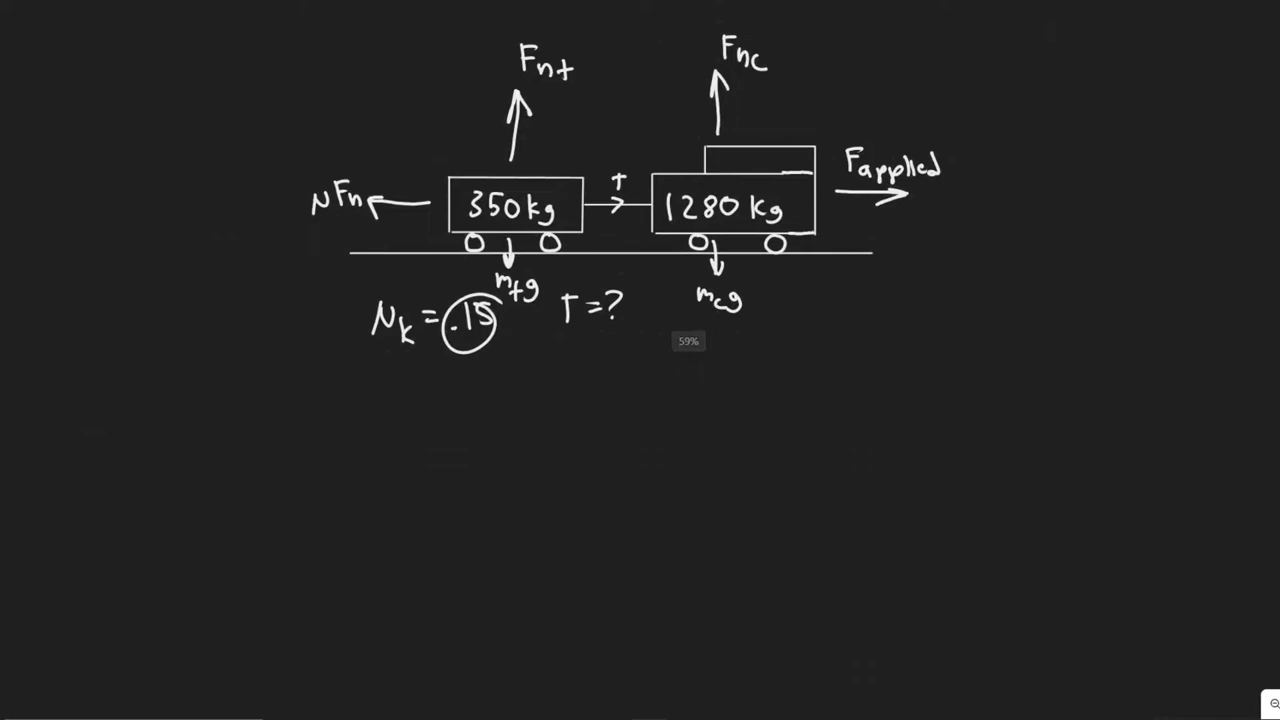 Fnt
Fnc
Fapplied
μFn
T
350kg
1280 kg
mtg
mcg
μk = .15
T = ?
59%